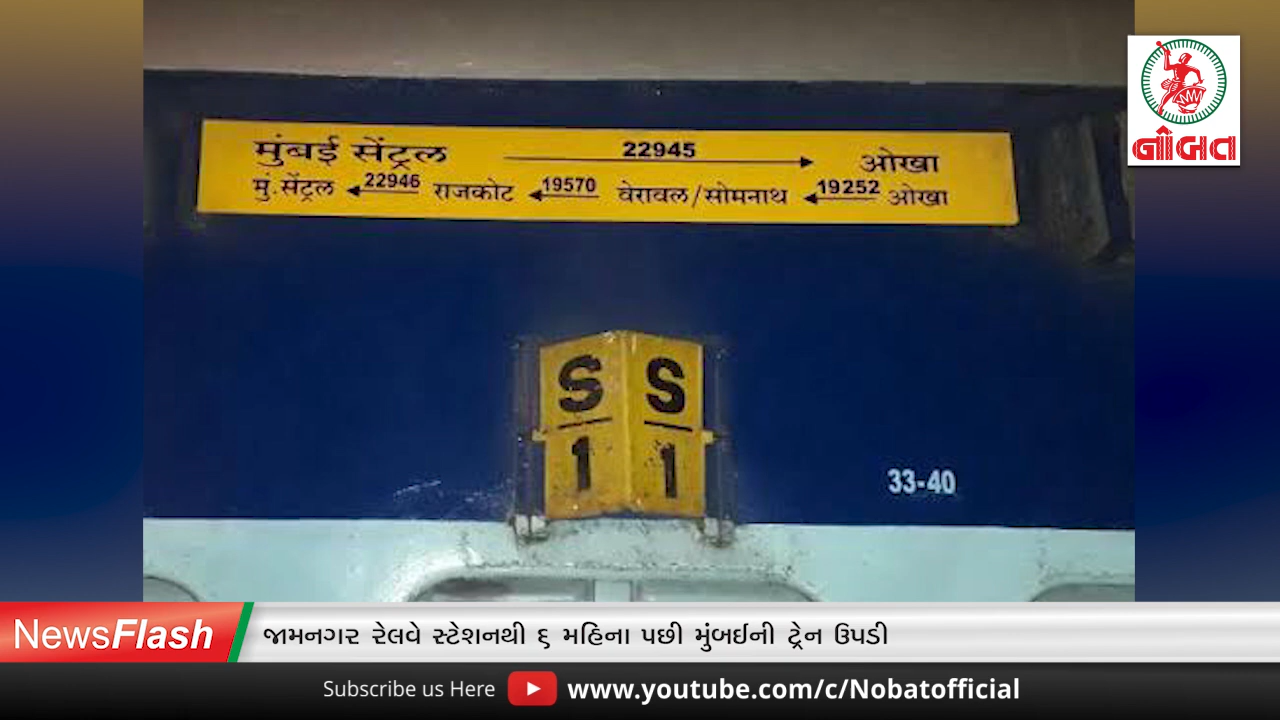 નોબત
मुंबई सेंट्रल 22945 ओखा
मुं.सेंट्रल 22946 राजकोट 19570 वेरावल/सोमनाथ 19252 ओखा
S S
1 1
33-40
NewsFlash જામનગર રેલવે સ્ટેશનથી ૬ મહિના પછી મુંબઈની ટ્રેન ઉપડી
Subscribe us Here www.youtube.com/c/Nobatofficial